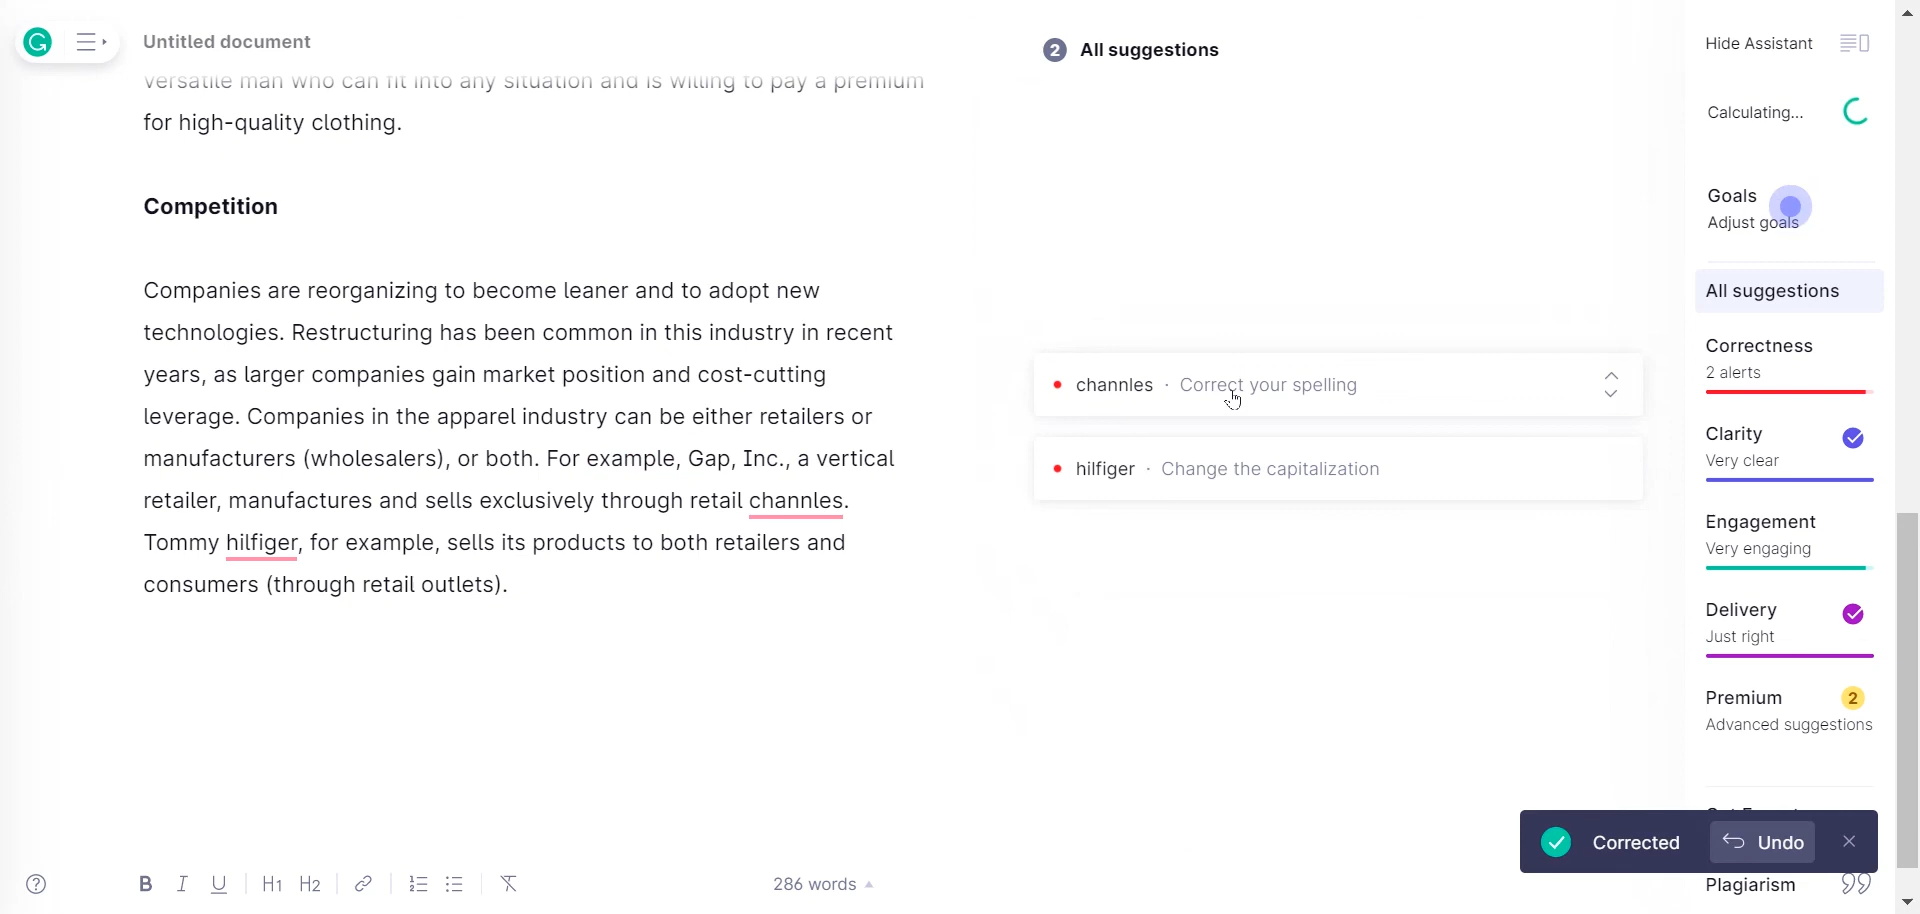 Untitled document
versatile man who can fit into any situation and is willing to pay a premium
for high-quality clothing.
Competition
Companies are reorganizing to become leaner and to adopt new
technologies. Restructuring has been common in this industry in recent
years, as larger companies gain market position and cost-cutting
leverage. Companies in the apparel industry can be either retailers or
manufacturers (wholesalers), or both. For example, Gap, Inc., a vertical
retailer, manufactures and sells exclusively through retail channles.
Tommy hilfiger, for example, sells its products to both retailers and
consumers (through retail outlets).
B I U H1 H2
286 words
2 All suggestions
channles · Correct your spelling
hilfiger · Change the capitalization
Hide Assistant
Calculating...
Goals
Adjust goals
All suggestions
Correctness
2 alerts
Clarity
Very clear
Engagement
Very engaging
Delivery
Just right
Premium 2
Advanced suggestions
Corrected Undo
Plagiarism